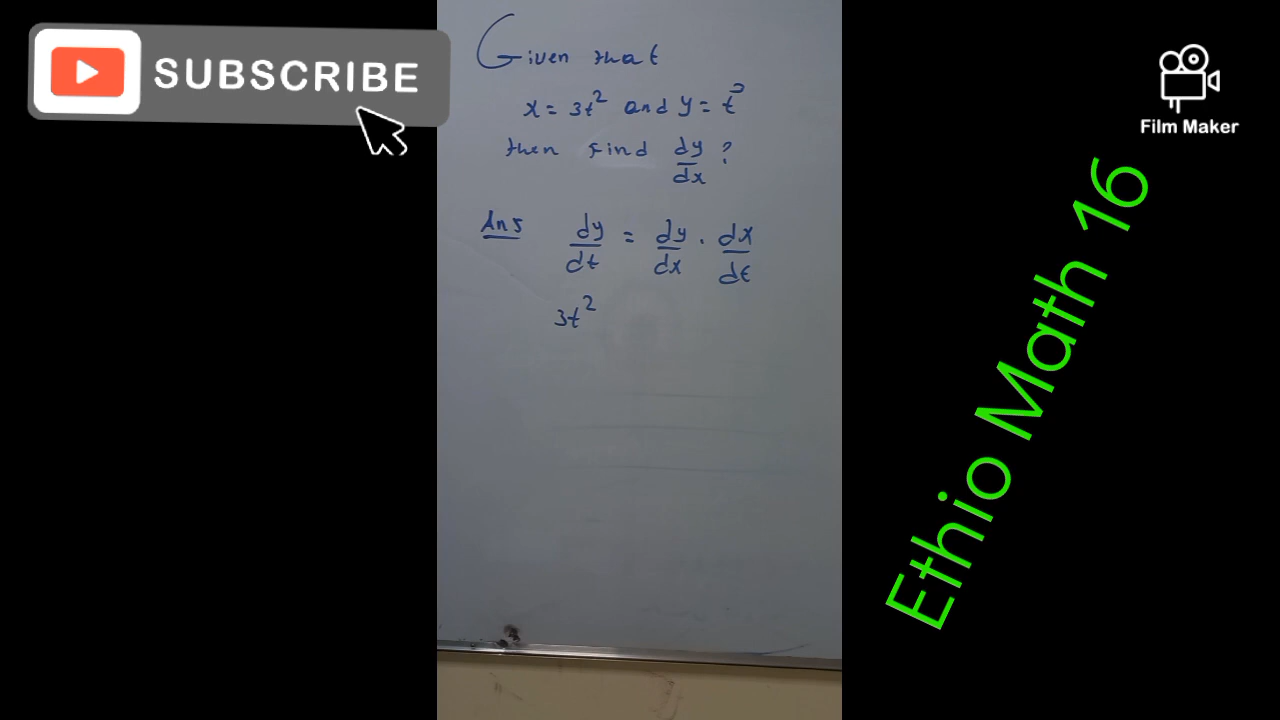 SUBSCRIBE
Film Maker
Ethio Math 16
Given that
x = 3t² and y = t³
then find dy/dx ?
Ans dy/dt = dy/dx . dx/dt
3t²